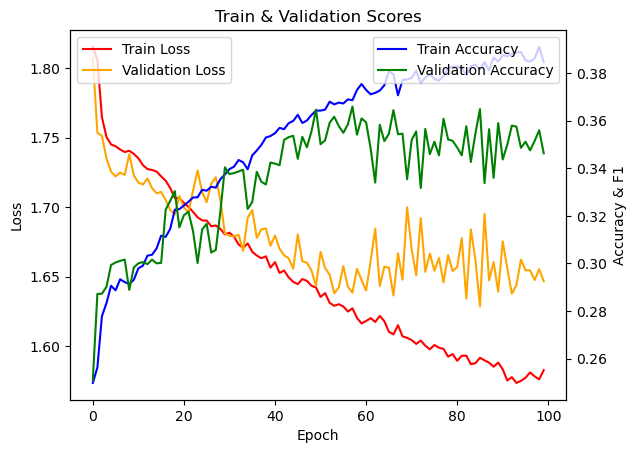 Train & Validation Scores
Train Loss
Validation Loss
Train Accuracy
Validation Accuracy
1.80
1.75
1.70
1.65
1.60
Loss
0.38
0.36
0.34
0.32
0.30
0.28
0.26
Accuracy & F1
0 20 40 60 80 100
Epoch